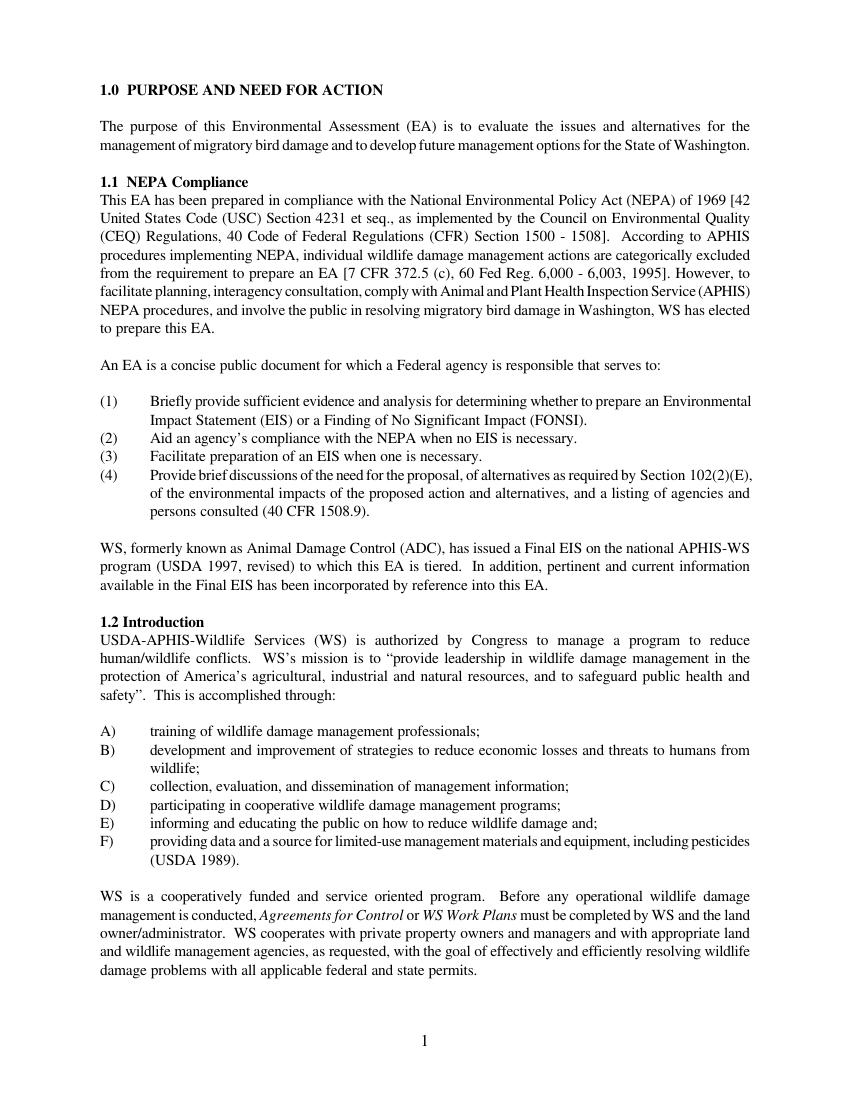 1.0 PURPOSE AND NEED FOR ACTION
The purpose of this Environmental Assessment (EA) is to evaluate the issues and alternatives for the
management of migratory bird damage and to develop future management options for the State of Washington.
1.1 NEPA Compliance
This EA has been prepared in compliance with the National Environmental Policy Act (NEPA) of 1969 [42
United States Code (USC) Section 4231 et seq., as implemented by the Council on Environmental Quality
(CEQ) Regulations, 40 Code of Federal Regulations (CFR) Section 1500 - 1508]. According to APHIS
procedures implementing NEPA, individual wildlife damage management actions are categorically excluded
from the requirement to prepare an EA [7 CFR 372.5 (c), 60 Fed Reg. 6,000 - 6,003, 1995]. However, to
facilitate planning, interagency consultation, comply with Animal and Plant Health Inspection Service (APHIS)
NEPA procedures, and involve the public in resolving migratory bird damage in Washington, WS has elected
to prepare this EA.
An EA is a concise public document for which a Federal agency is responsible that serves to:
(1) Briefly provide sufficient evidence and analysis for determining whether to prepare an Environmental
Impact Statement (EIS) or a Finding of No Significant Impact (FONSI).
(2) Aid an agency's compliance with the NEPA when no EIS is necessary.
(3) Facilitate preparation of an EIS when one is necessary.
(4) Provide brief discussions of the need for the proposal, of alternatives as required by Section 102(2)(E),
of the environmental impacts of the proposed action and alternatives, and a listing of agencies and
persons consulted (40 CFR 1508.9).
WS, formerly known as Animal Damage Control (ADC), has issued a Final EIS on the national APHIS-WS
program (USDA 1997, revised) to which this EA is tiered. In addition, pertinent and current information
available in the Final EIS has been incorporated by reference into this EA.
1.2 Introduction
USDA-APHIS-Wildlife Services (WS) is authorized by Congress to manage a program to reduce
human/wildlife conflicts. WS's mission is to “provide leadership in wildlife damage management in the
protection of America's agricultural, industrial and natural resources, and to safeguard public health and
safety”. This is accomplished through:
A) training of wildlife damage management professionals;
B) development and improvement of strategies to reduce economic losses and threats to humans from
wildlife;
C) collection, evaluation, and dissemination of management information;
D) participating in cooperative wildlife damage management programs;
E) informing and educating the public on how to reduce wildlife damage and;
F) providing data and a source for limited-use management materials and equipment, including pesticides
(USDA 1989).
WS is a cooperatively funded and service oriented program. Before any operational wildlife damage
management is conducted, Agreements for Control or WS Work Plans must be completed by WS and the land
owner/administrator. WS cooperates with private property owners and managers and with appropriate land
and wildlife management agencies, as requested, with the goal of effectively and efficiently resolving wildlife
damage problems with all applicable federal and state permits.
1